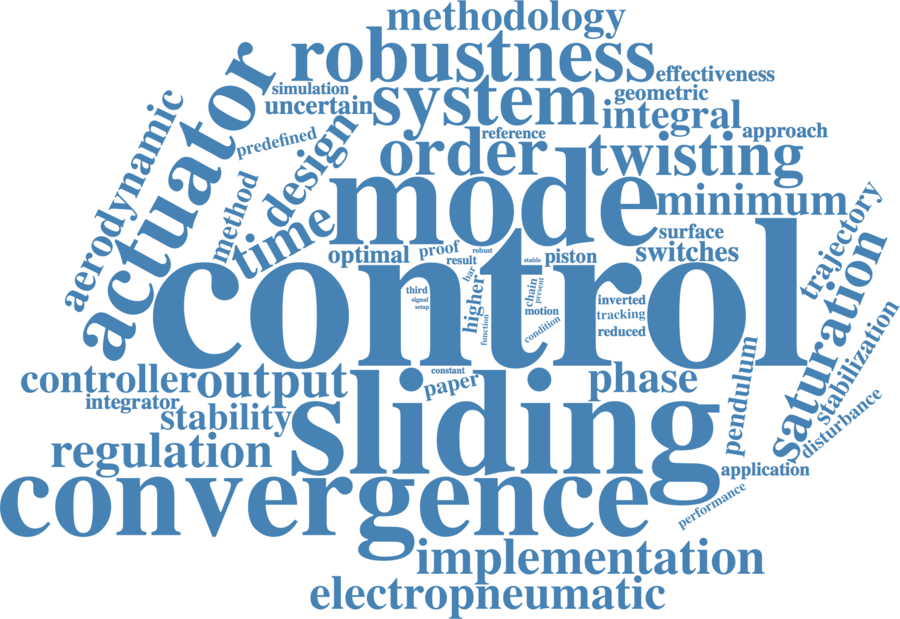 methodology
robustness
effectiveness
simulation
uncertain
system
geometric
integral
approach
aerodynamic
actuator
predefined
design
reference
order
twisting
mode
minimum
method
time
optimal
proof
result
robust
stable
piston
surface
switches
trajectory
saturation
control
third
signal
setup
bar
higher
function
chain
present
motion
condition
inverted
tracking
reduced
stabilization
disturbance
pendulum
controller
output
integrator
stability
constant
paper
phase
sliding
regulation
application
performance
convergence
implementation
electropneumatic